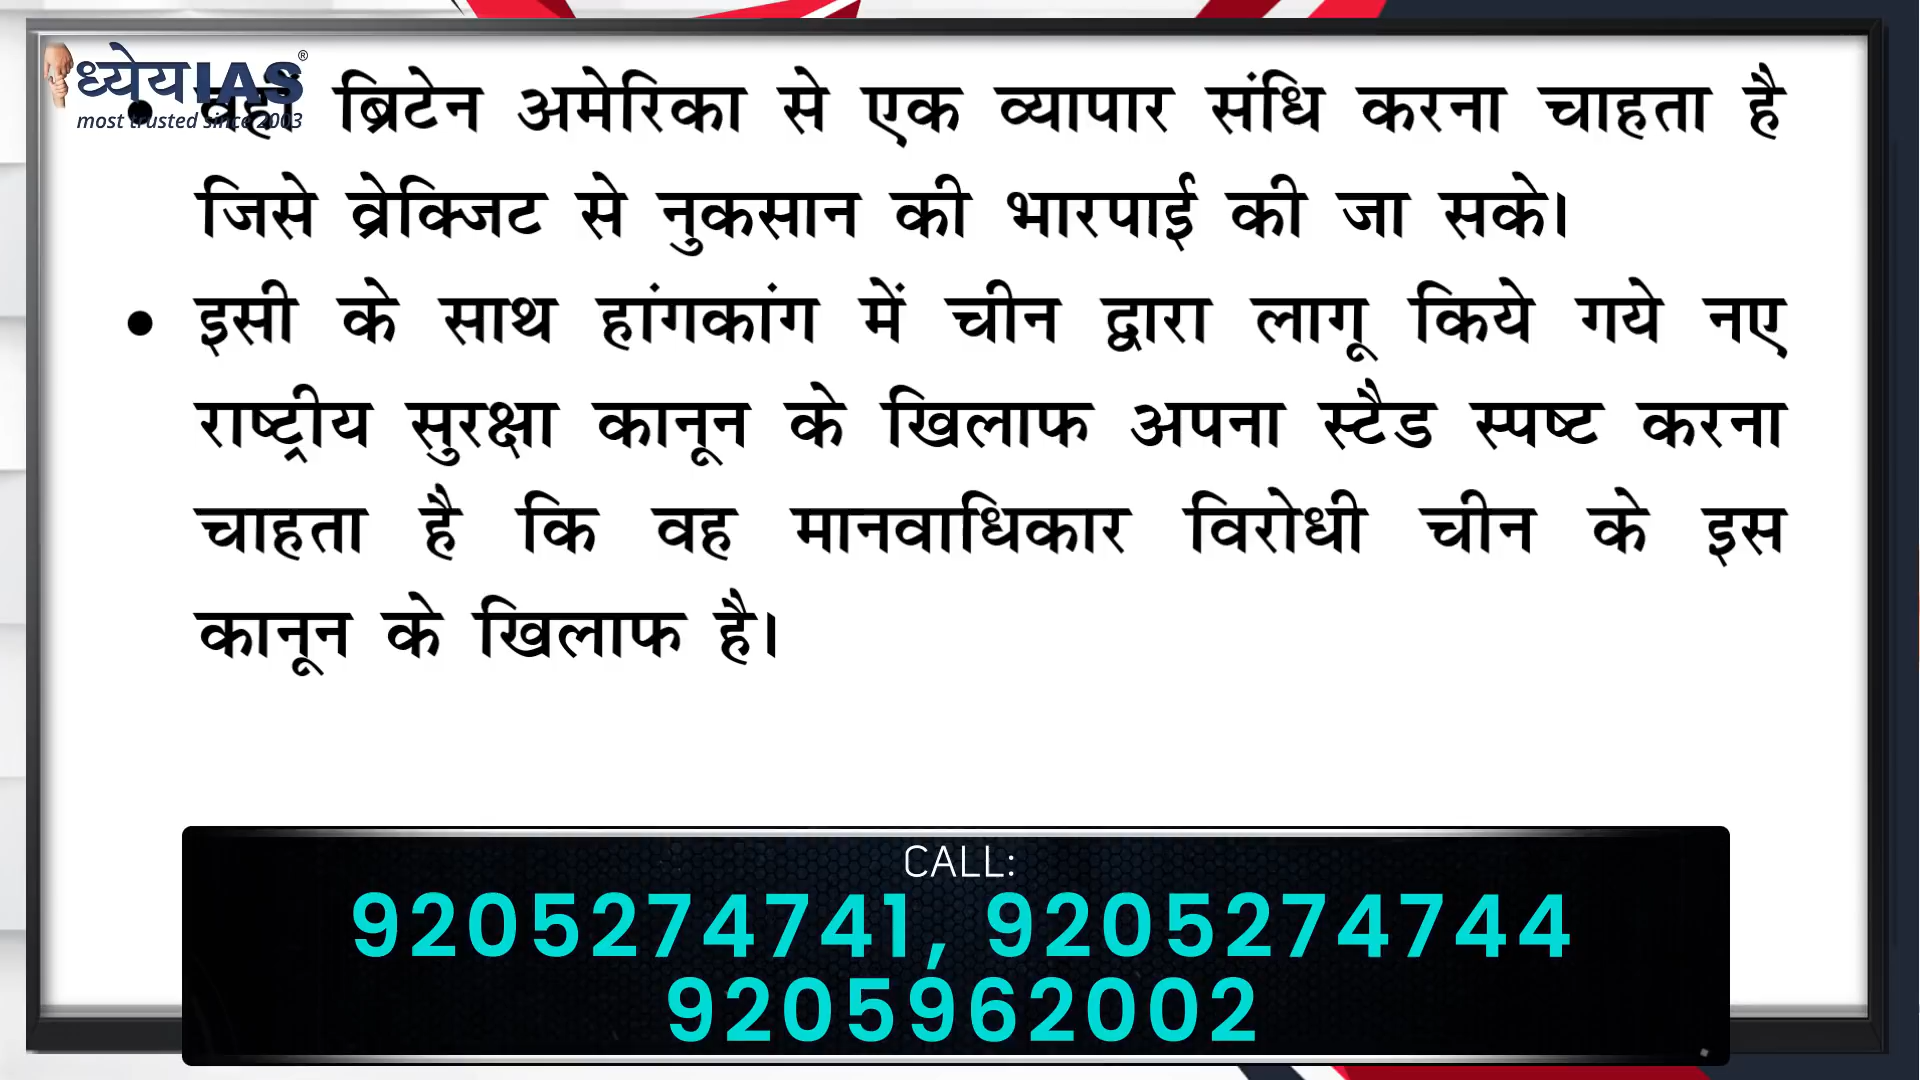 ध्येय IAS®
most trusted since 2003
वहीं ब्रिटेन अमेरिका से एक व्यापार संधि करना चाहता है
जिसे व्रेक्जिट से नुकसान की भारपाई की जा सके।
• इसी के साथ हांगकांग में चीन द्वारा लागू किये गये नए
राष्ट्रीय सुरक्षा कानून के खिलाफ अपना स्टैड स्पष्ट करना
चाहता है कि वह मानवाधिकार विरोधी चीन के इस
कानून के खिलाफ है।
CALL:
9205274741, 9205274744
9205962002